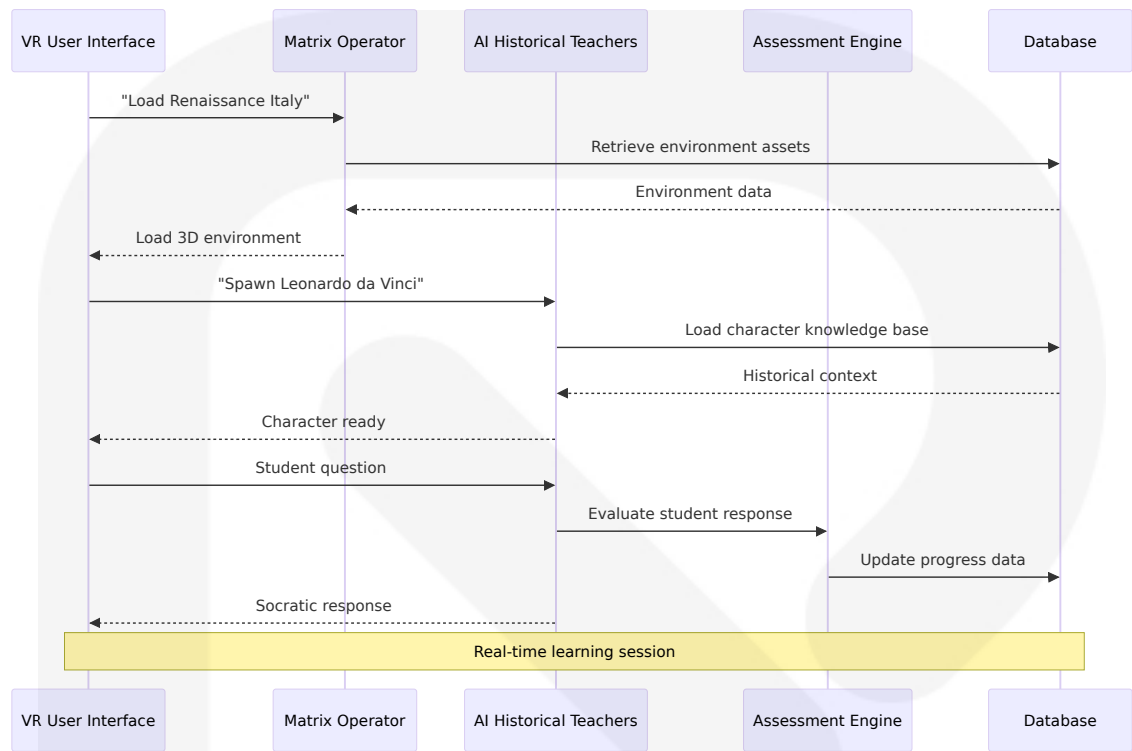 VR User Interface
Matrix Operator
AI Historical Teachers
Assessment Engine
Database
"Load Renaissance Italy"
Retrieve environment assets
Environment data
Load 3D environment
"Spawn Leonardo da Vinci"
Load character knowledge base
Historical context
Character ready
Student question
Evaluate student response
Update progress data
Socratic response
Real-time learning session
VR User Interface
Matrix Operator
AI Historical Teachers
Assessment Engine
Database